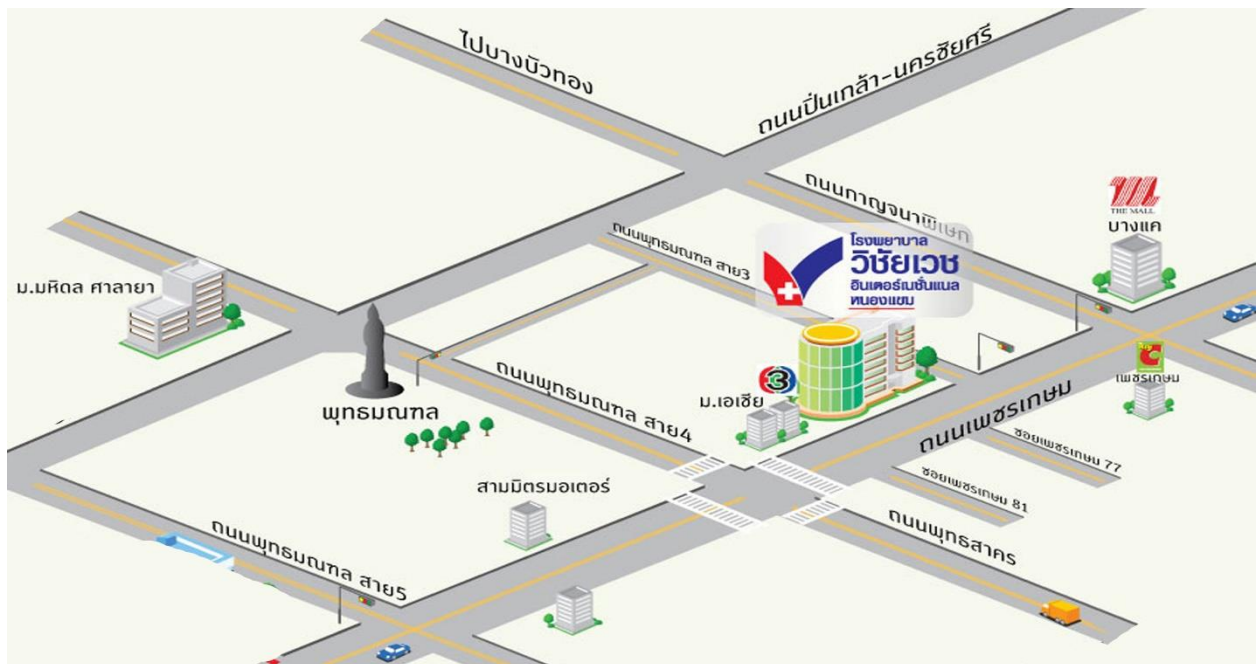 ไปบางบัวทอง
ถนนปิ่นเกล้า-นครชัยศรี
ถนนกาญจนาพิเษก
THE MALL
บางแค
ถนนพุทธมณฑล สาย3
โรงพยาบาล
วิชัยเวช
อินเตอร์เนชั่นแนล
หนองแขม
ม.มหิดล ศาลายา
พุทธมณฑล
ถนนพุทธมณฑล สาย4
3
ม.เอเชีย
Big C
เพชรเกษม
ถนนเพชรเกษม
ซอยเพชรเกษม 77
ซอยเพชรเกษม 81
สามมิตรมอเตอร์
ถนนพุทธสาคร
ถนนพุทธมณฑล สาย5